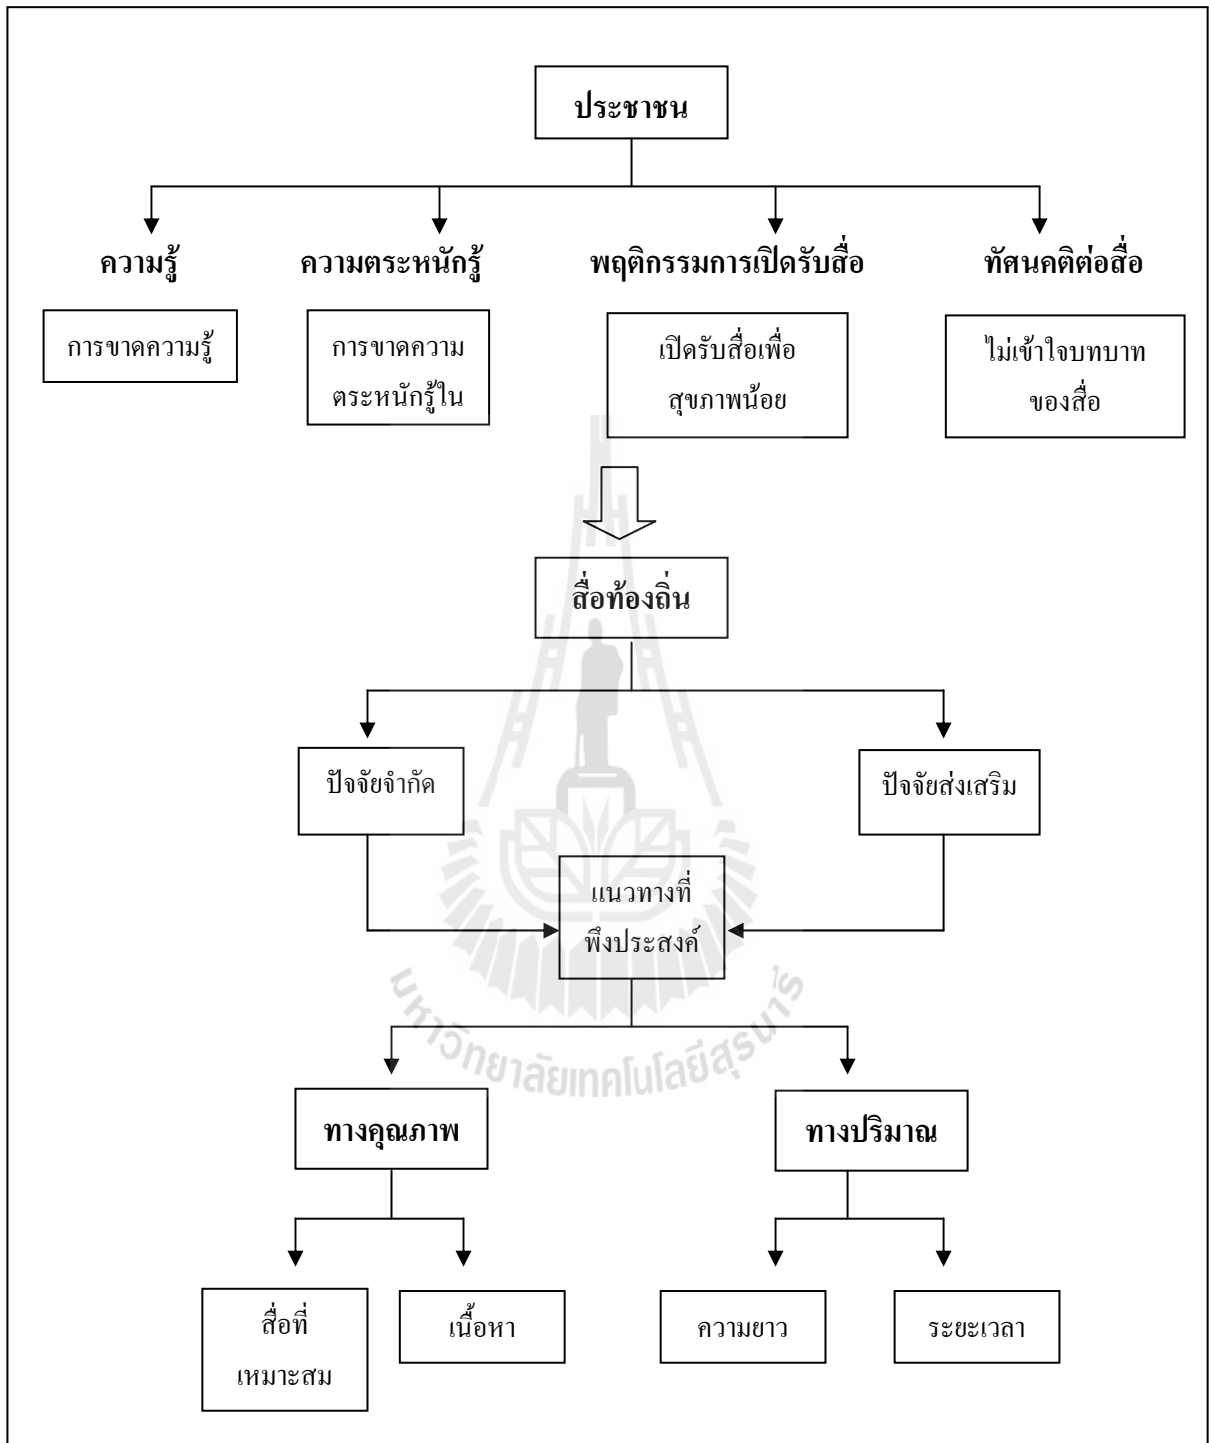 ประชาชน
ความรู้
ความตระหนักรู้
พฤติกรรมการเปิดรับสื่อ
ทัศนคติต่อสื่อ
การขาดความรู้
การขาดความ
ตระหนักรู้ใน
เปิดรับสื่อเพื่อ
สุขภาพน้อย
ไม่เข้าใจบทบาท
ของสื่อ
สื่อท้องถิ่น
ปัจจัยจำกัด
ปัจจัยส่งเสริม
แนวทางที่
พึงประสงค์
มหาวิทยาลัยเทคโนโลยีสุรนารี
ทางคุณภาพ
ทางปริมาณ
สื่อที่
เหมาะสม
เนื้อหา
ความยาว
ระยะเวลา